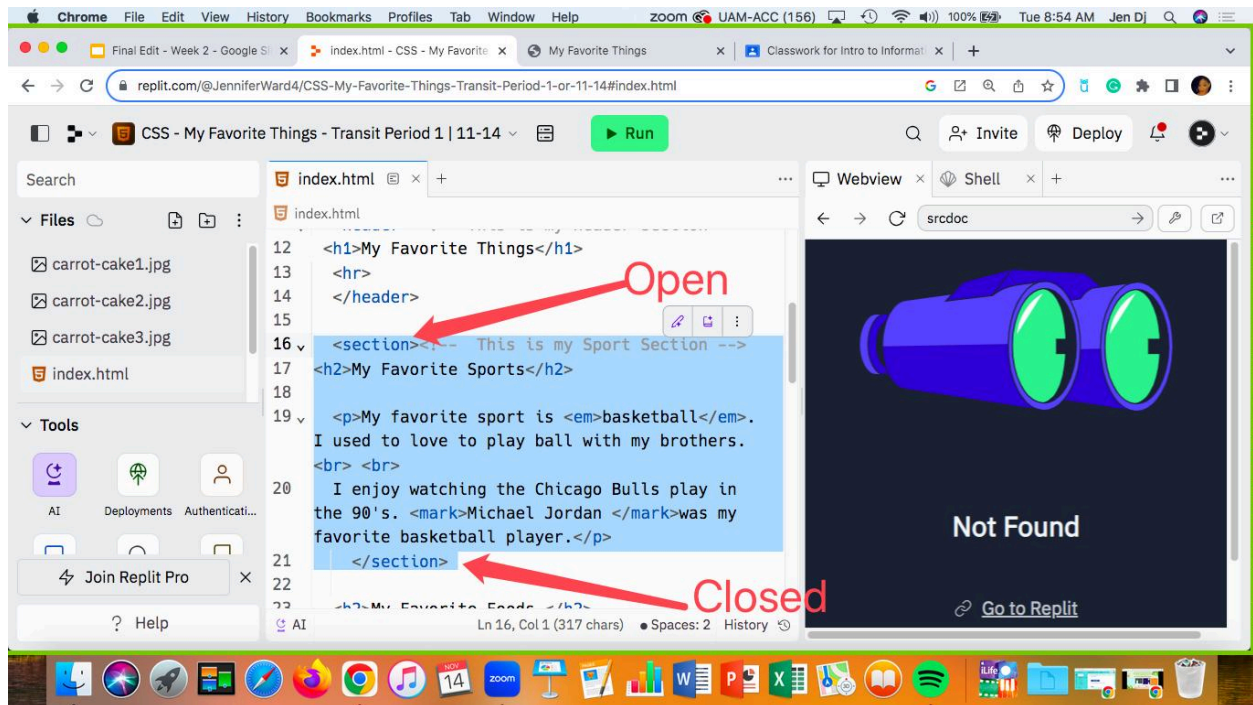 Chrome File Edit View History Bookmarks Profiles Tab Window Help zoom UAM-ACC (156) 100% Tue 8:54 AM Jen Dj
Final Edit - Week 2 - Google Sl
index.html - CSS - My Favorite
My Favorite Things
Classwork for Intro to Informati
replit.com/@JenniferWard4/CSS-My-Favorite-Things-Transit-Period-1-or-11-14#index.html
CSS - My Favorite Things - Transit Period 1 | 11-14
Run
Invite
Deploy
Search
Files
carrot-cake1.jpg
carrot-cake2.jpg
carrot-cake3.jpg
index.html
Tools
AI
Deployments
Authenticati...
Join Replit Pro
? Help
index.html
index.html
12 <h1>My Favorite Things</h1>
13 <hr>
14 </header>
15
16 <section><!-- This is my Sport Section -->
17 <h2>My Favorite Sports</h2>
18
19 <p>My favorite sport is <em>basketball</em>.
I used to love to play ball with my brothers.
<br> <br>
20 I enjoy watching the Chicago Bulls play in
the 90's. <mark>Michael Jordan </mark>was my
favorite basketball player.</p>
21 </section>
22
23 <h2>My Favorite Foods </h2>
Open
Closed
AI
Ln 16, Col 1 (317 chars) Spaces: 2 History
Webview
Shell
srcdoc
Not Found
Go to Replit
NOV
14
zoom
iLife